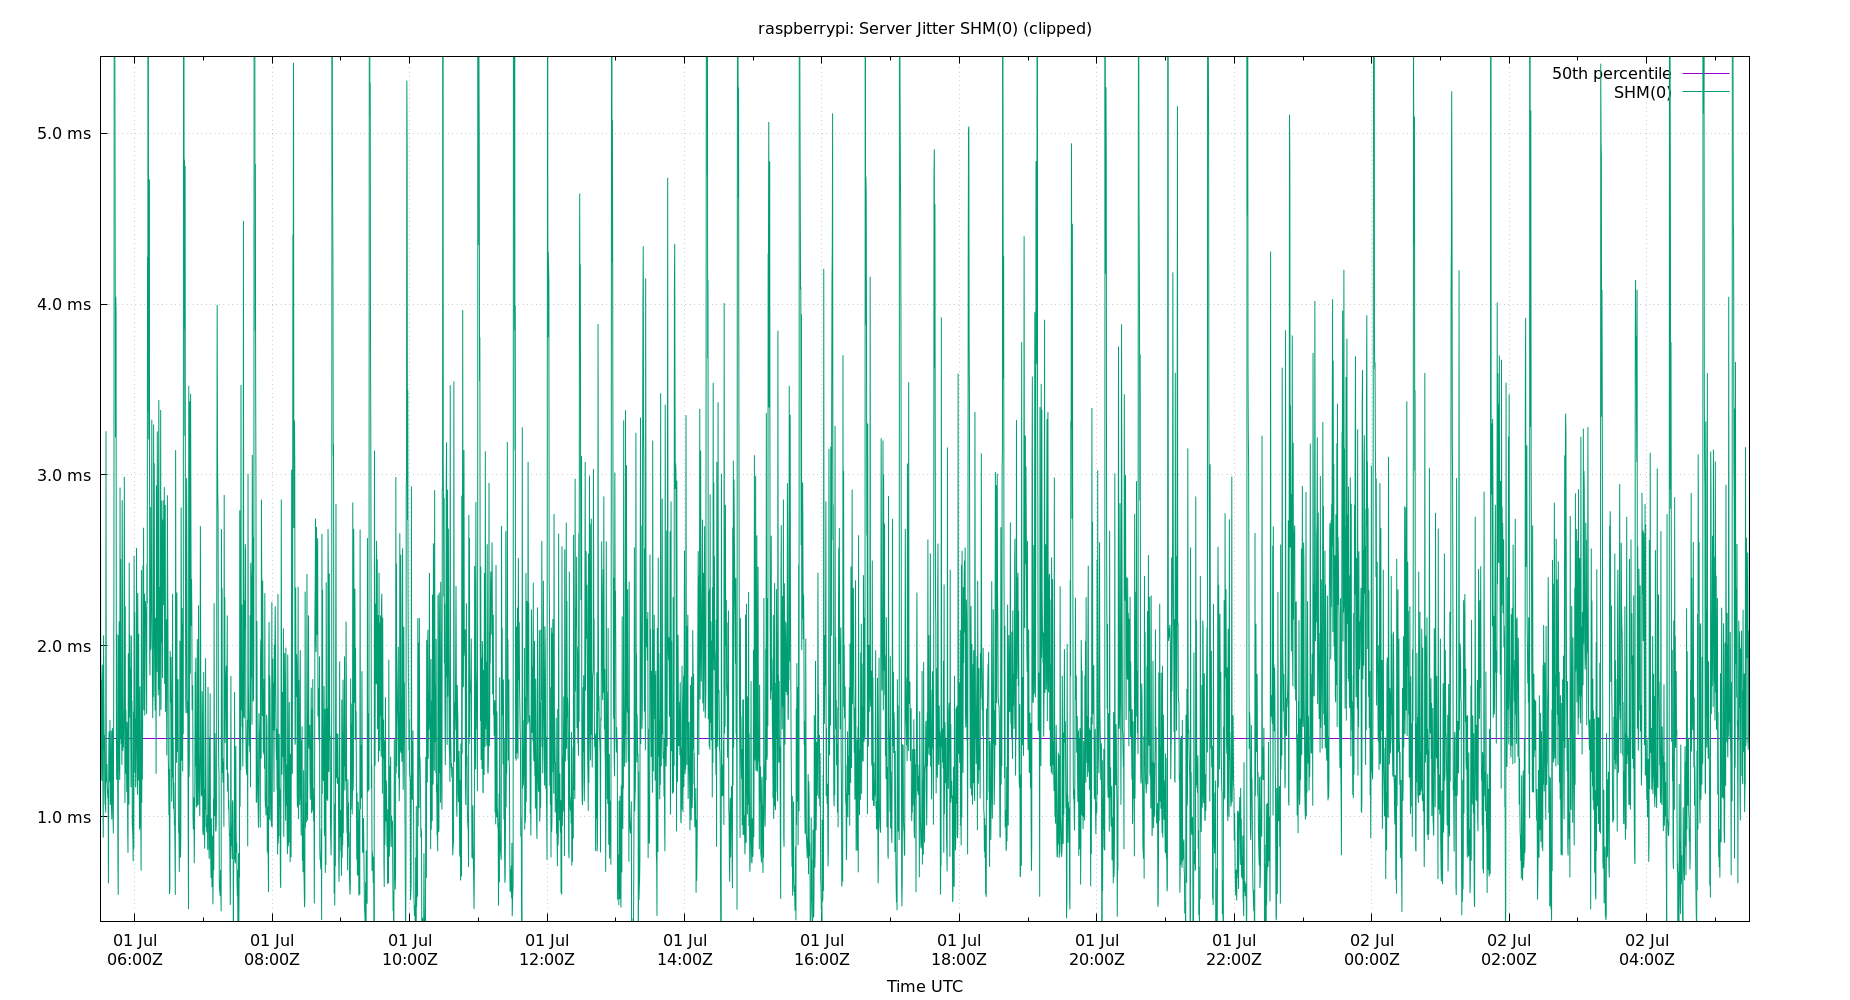 raspberrypi: Server Jitter SHM(0) (clipped)
50th percentile
SHM(0)
5.0 ms
4.0 ms
3.0 ms
2.0 ms
1.0 ms
01 Jul 01 Jul 01 Jul 01 Jul 01 Jul 01 Jul 01 Jul 01 Jul 01 Jul 02 Jul 02 Jul 02 Jul
06:00Z 08:00Z 10:00Z 12:00Z 14:00Z 16:00Z 18:00Z 20:00Z 22:00Z 00:00Z 02:00Z 04:00Z
Time UTC